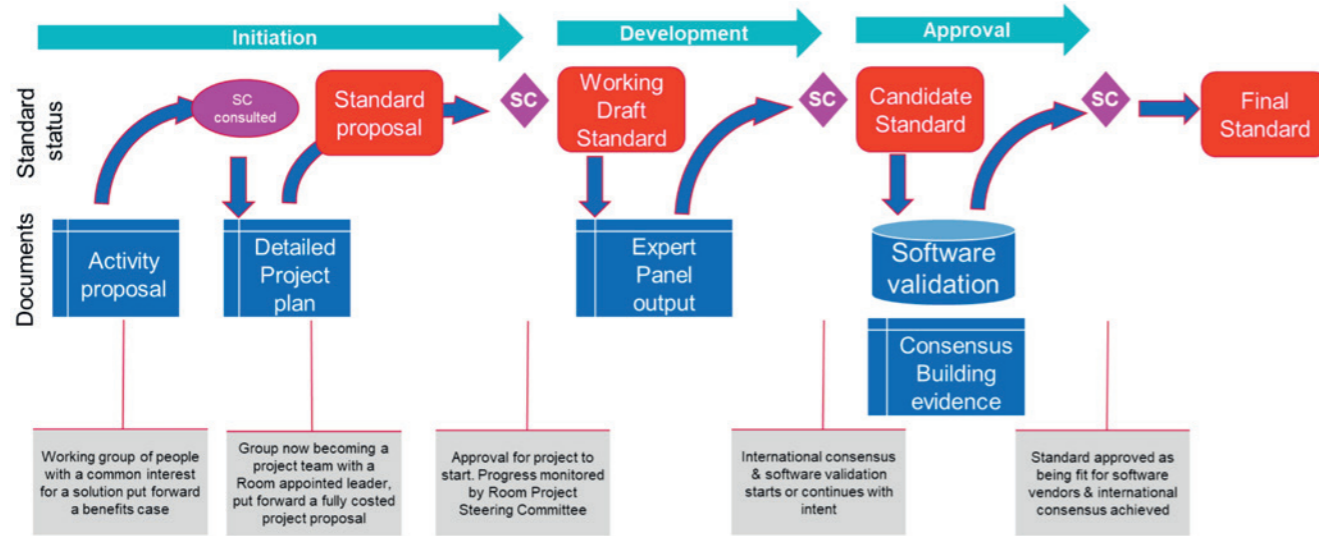 Initiation
Development
Approval
Standard
status
SC
consulted
Standard
proposal
SC
Working
Draft
Standard
SC
Candidate
Standard
SC
Final
Standard
Documents
Activity
proposal
Detailed
Project
plan
Expert
Panel
output
Software
validation
Consensus
Building
evidence
Working group of people
with a common interest
for a solution put forward
a benefits case
Group now becoming a
project team with a
Room appointed leader,
put forward a fully costed
project proposal
Approval for project to
start. Progress monitored
by Room Project
Steering Committee
International consensus
& software validation
starts or continues with
intent
Standard approved as
being fit for software
vendors & international
consensus achieved